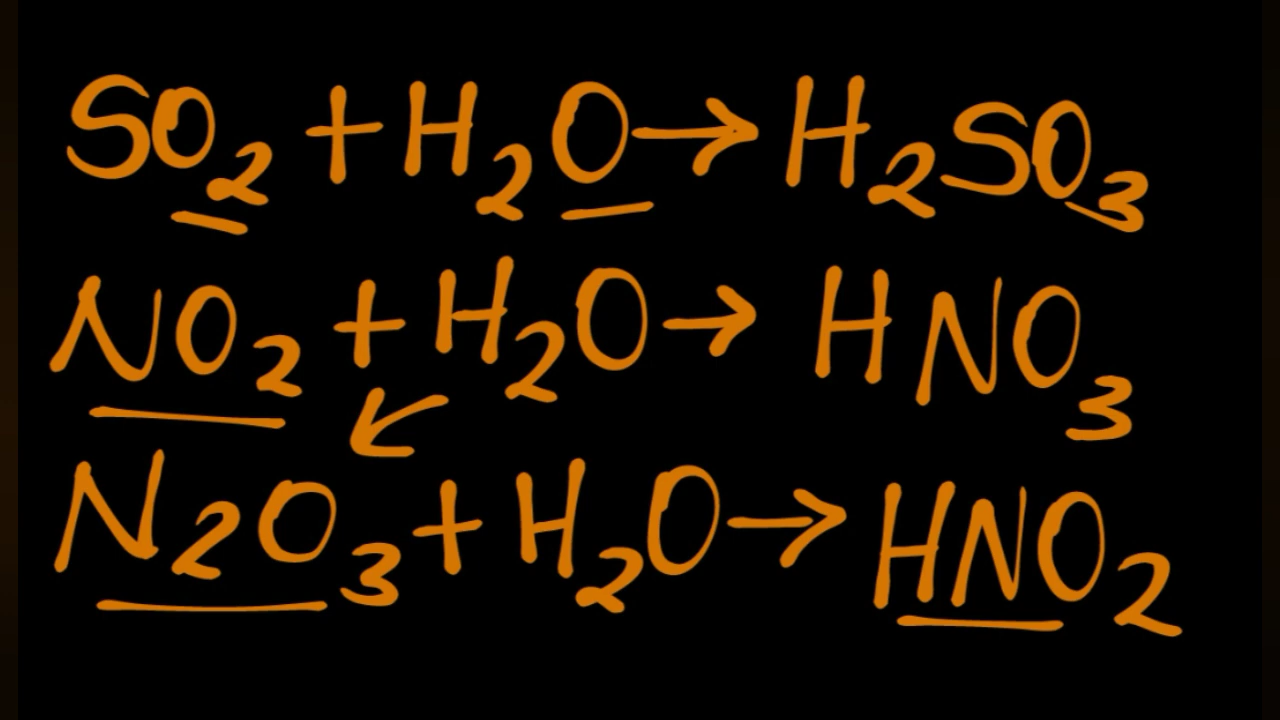 SO₂ + H₂O → H₂SO₃
NO₂ + H₂O → HNO₃
N₂O₃ + H₂O → HNO₂